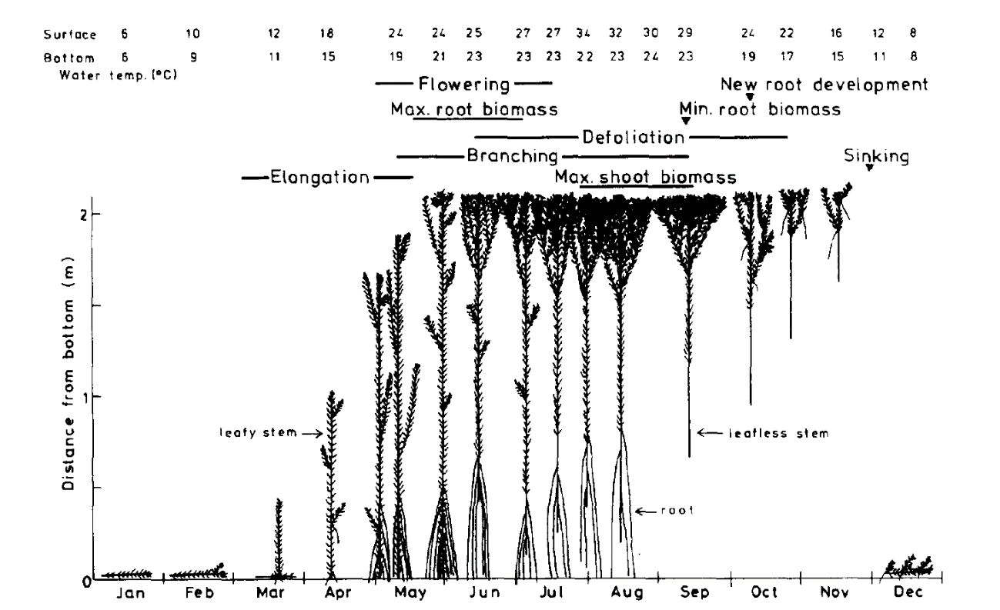 Surface 6 10 12 18 24 24 25 27 27 34 32 30 29 24 22 16 12 8
Bottom 6 9 11 15 19 21 23 23 23 22 23 24 23 19 17 15 11 8
Water temp. (°C)
Flowering
New root development
Max. root biomass
Min. root biomass
Defoliation
Branching
Sinking
Elongation
Max. shoot biomass
2
1
0
Distance from bottom (m)
leafy stem
leafless stem
root
Jan Feb Mar Apr May Jun Jul Aug Sep Oct Nov Dec